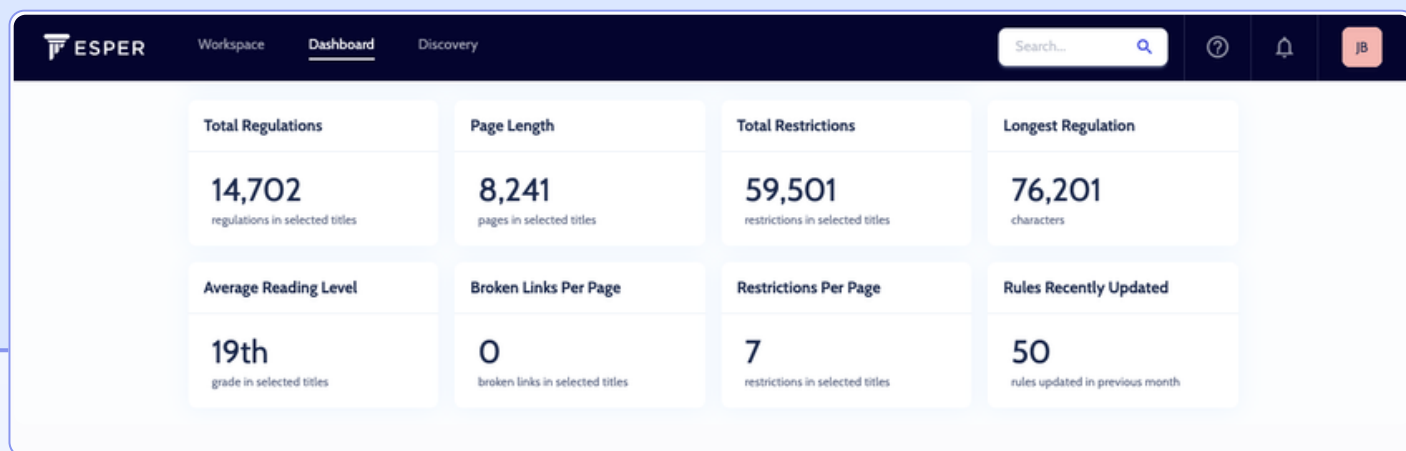 ESPER
Workspace
Dashboard
Discovery
Search...
JB
Total Regulations
14,702
regulations in selected titles
Page Length
8,241
pages in selected titles
Total Restrictions
59,501
restrictions in selected titles
Longest Regulation
76,201
characters
Average Reading Level
19th
grade in selected titles
Broken Links Per Page
0
broken links in selected titles
Restrictions Per Page
7
restrictions in selected titles
Rules Recently Updated
50
rules updated in previous month